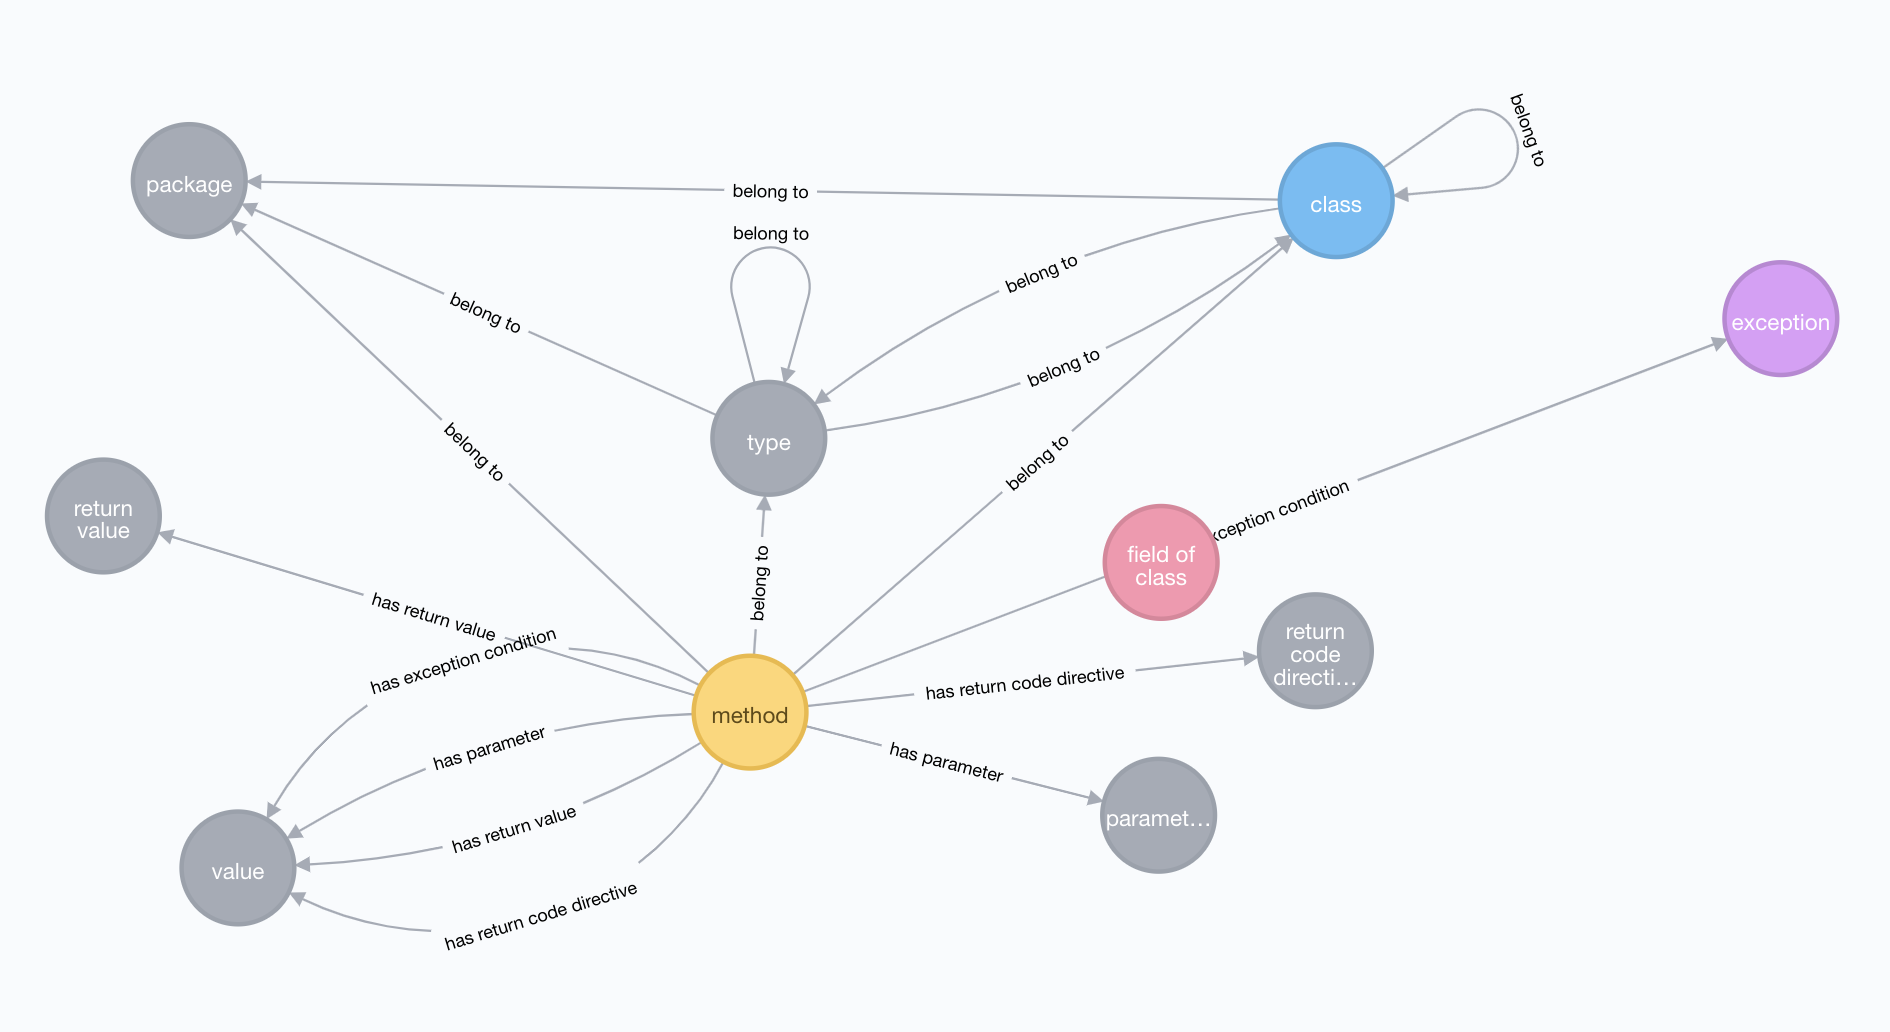 belong to
package
belong to
class
belong to
belong to
exception
belong to
belong to
belong to
type
belong to
belong to
return
value
xception condition
belong to
field of
class
has return value
has exception condition
return
code
directi…
has return code directive
method
has parameter
has parameter
paramet…
has return value
value
has return code directive